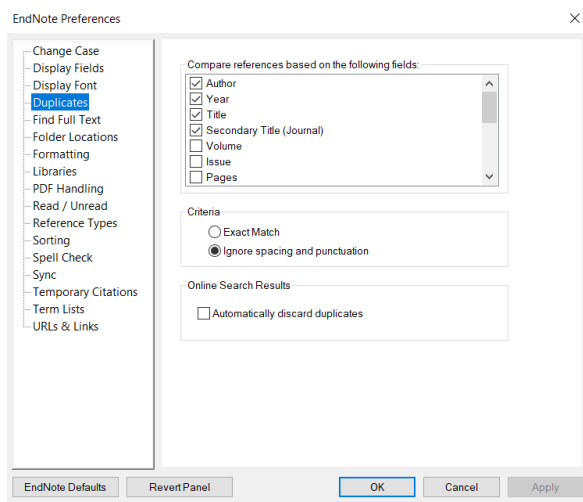 EndNote Preferences
Change Case
Display Fields
Display Font
Duplicates
Find Full Text
Folder Locations
Formatting
Libraries
PDF Handling
Read / Unread
Reference Types
Sorting
Spell Check
Sync
Temporary Citations
Term Lists
URLs & Links
Compare references based on the following fields:
Author
Year
Title
Secondary Title (Journal)
Volume
Issue
Pages
Criteria
Exact Match
Ignore spacing and punctuation
Online Search Results
Automatically discard duplicates
EndNote Defaults
Revert Panel
OK
Cancel
Apply